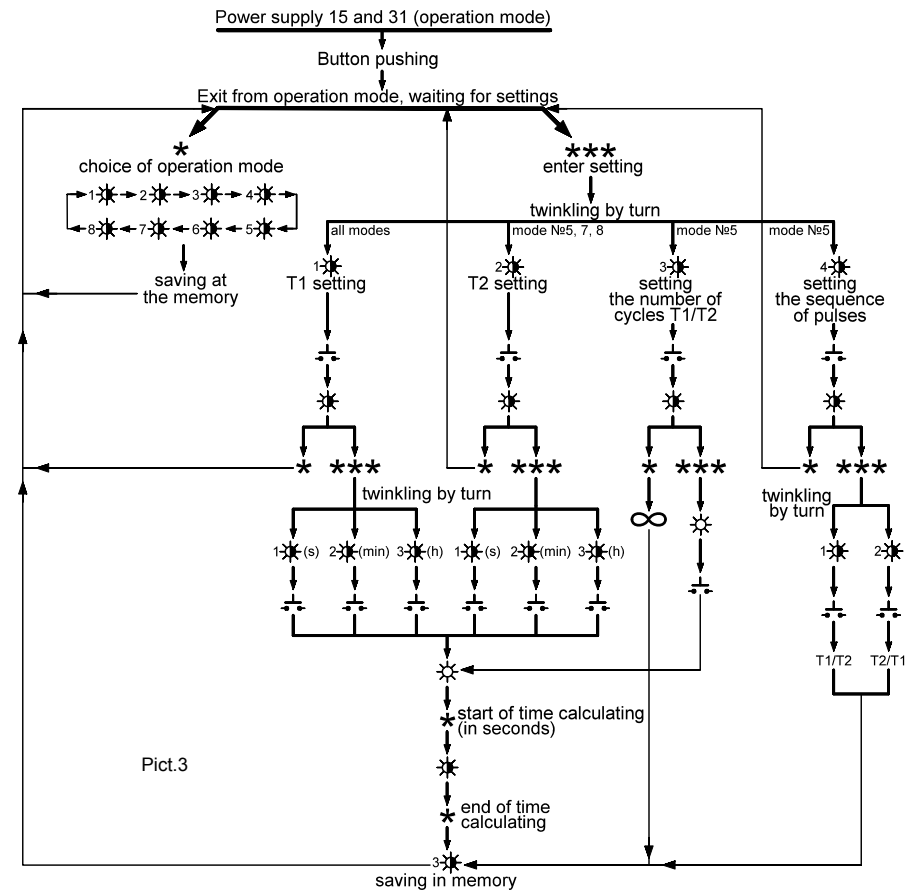 Power supply 15 and 31 (operation mode)
Button pushing
Exit from operation mode, waiting for settings
*
choice of operation mode
1 2 3 4
8 7 6 5
saving at
the memory
***
enter setting
twinkling by turn
all modes
mode №5, 7, 8
mode №5
mode №5
1
T1 setting
2
T2 setting
3
setting
the number of
cycles T1/T2
4
setting
the sequence
of pulses
* ***
* ***
* ***
* ***
twinkling by turn
twinkling
by turn
∞
1 (s) 2 (min) 3 (h)
1 (s) 2 (min) 3 (h)
1 2
T1/T2 T2/T1
* start of time calculating
(in seconds)
* end of time
calculating
3
saving in memory
Pict.3